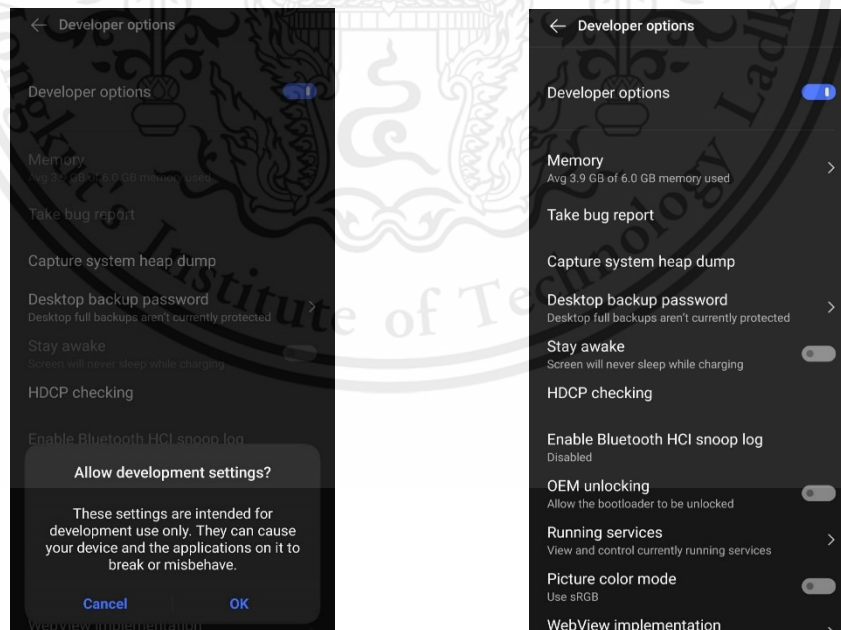 ← Developer options
Developer options
Memory
Avg 3.9 GB of 6.0 GB memory used
Take bug report
Capture system heap dump
Desktop backup password
Desktop full backups aren't currently protected
Stay awake
Screen will never sleep while charging
HDCP checking
Enable Bluetooth HCI snoop log
Allow development settings?
These settings are intended for
development use only. They can cause
your device and the applications on it to
break or misbehave.
Cancel OK
WebView implementation
← Developer options
Developer options
Memory
Avg 3.9 GB of 6.0 GB memory used
Take bug report
Capture system heap dump
Desktop backup password
Desktop full backups aren't currently protected
Stay awake
Screen will never sleep while charging
HDCP checking
Enable Bluetooth HCI snoop log
Disabled
OEM unlocking
Allow the bootloader to be unlocked
Running services
View and control currently running services
Picture color mode
Use sRGB
WebView implementation
Institute of Technology Ladk